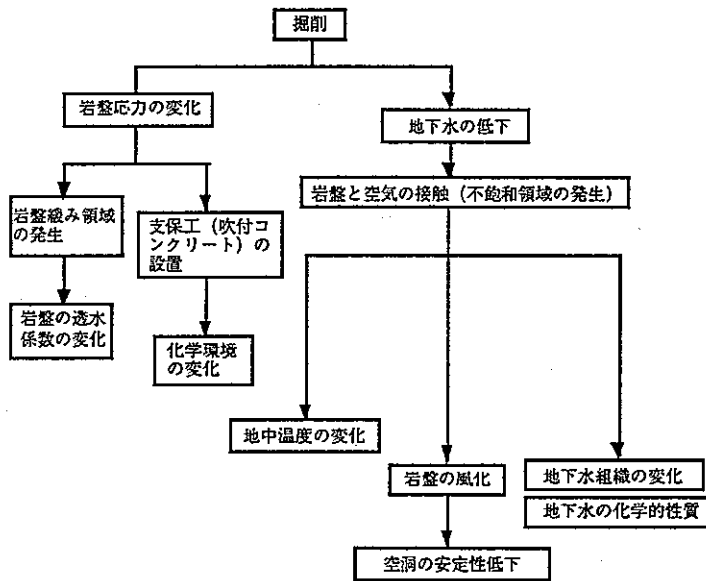 掘削
岩盤応力の変化
地下水の低下
岩盤と空気の接触（不飽和領域の発生）
岩盤緩み領域
の発生
支保工（吹付コ
ンクリート）の
設置
岩盤の透水
係数の変化
化学環境
の変化
地中温度の変化
岩盤の風化
地下水組織の変化
地下水の化学的性質
空洞の安定性低下